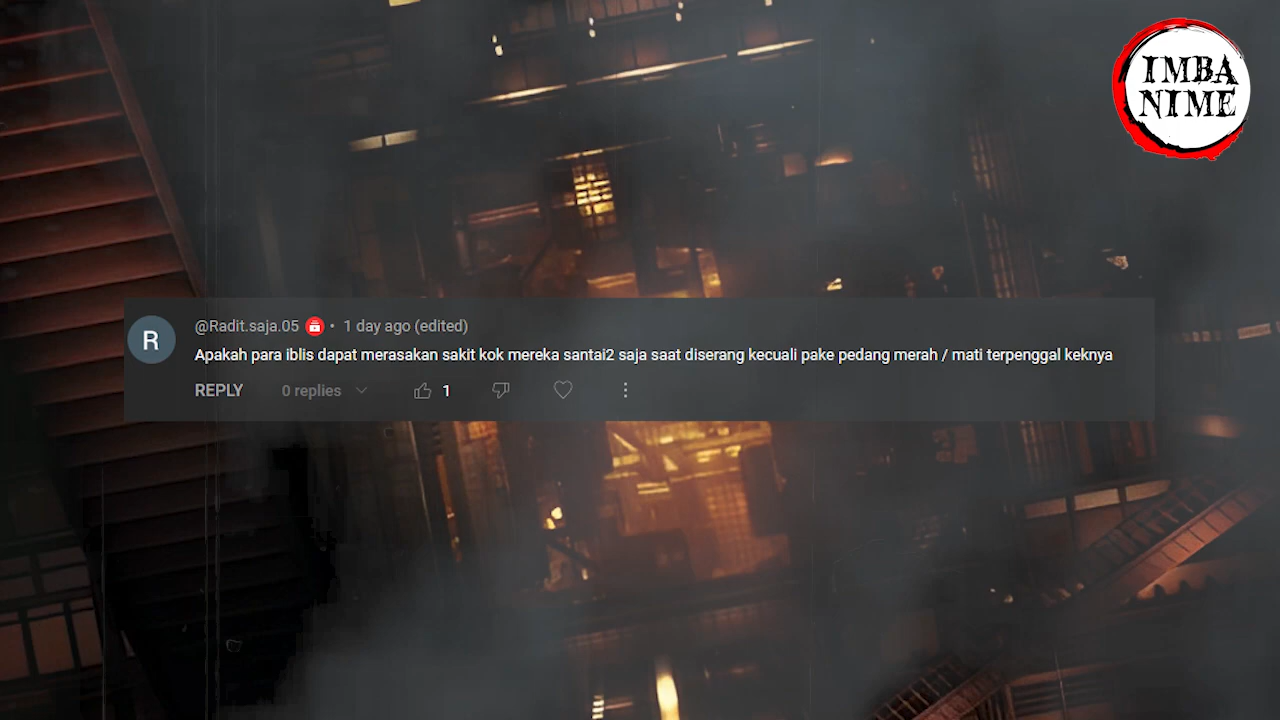 IMBA
NIME
@Radit.saja.05 • 1 day ago (edited)
R
Apakah para iblis dapat merasakan sakit kok mereka santai2 saja saat diserang kecuali pake pedang merah / mati terpenggal keknya
REPLY 0 replies 1